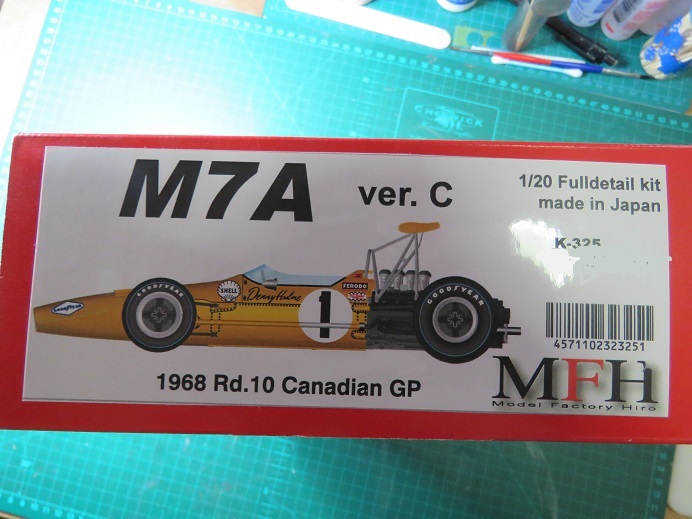 M7A ver. C
1/20 Fulldetail kit
made in Japan
K-325
GOODYEAR
SHELL
Denny Hulme
FERODO
1
GOODYEAR
4571102323251
1968 Rd.10 Canadian GP
MFH
Model Factory Hiro